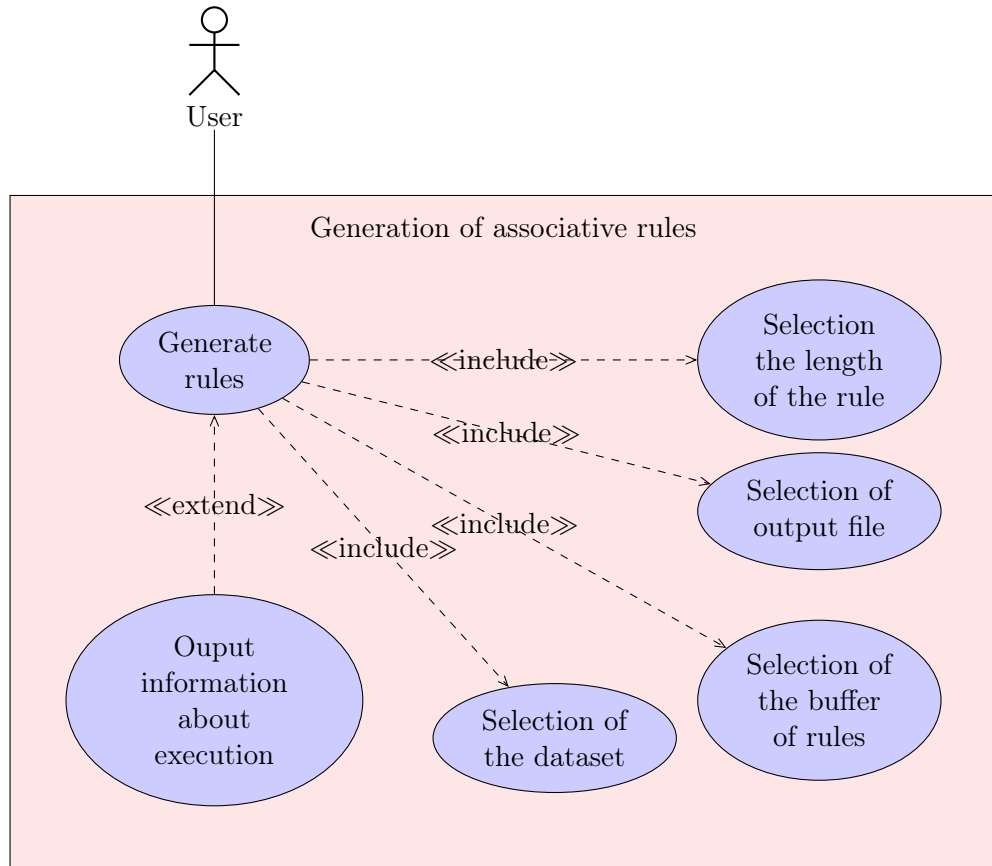 User
Generation of associative rules
Generate
rules
≪include≫
Selection
the length
of the rule
≪include≫
Selection of
output file
≪extend≫
≪include≫
≪include≫
Ouput
information
about
execution
Selection of
the dataset
Selection of
the buffer
of rules